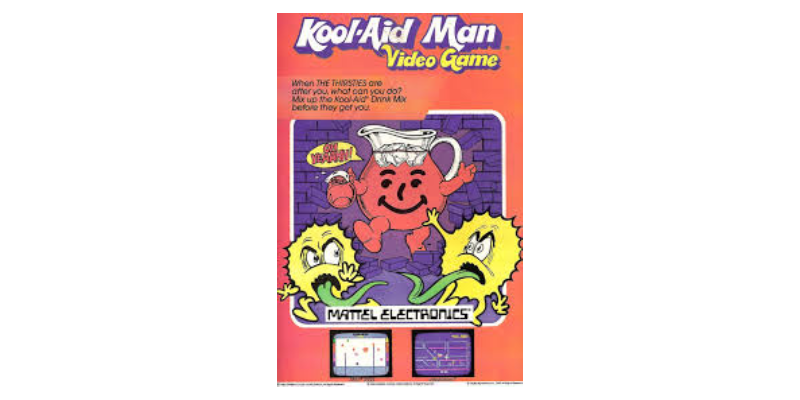 Kool-Aid Man
Video Game
When THE THIRSTIES are
after you, what can you do?
Mix up the Kool-Aid® Drink Mix
before they get you.
OH
YEAHH!
MATTEL ELECTRONICS®